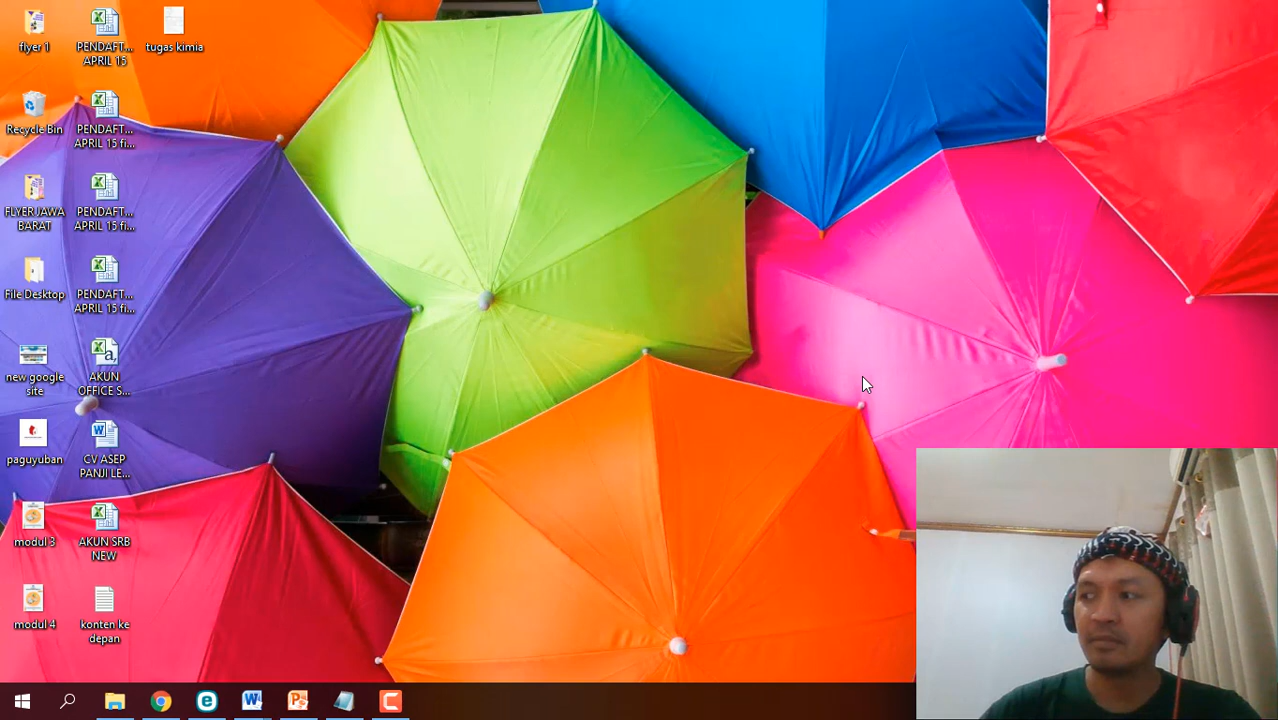 flyer 1
PENDAFT...
APRIL 15
tugas kimia
Recycle Bin
PENDAFT...
APRIL 15 fi...
FLYER JAWA
BARAT
PENDAFT...
APRIL 15 fi...
File Desktop
PENDAFT...
APRIL 15 fi...
new google
site
AKUN
OFFICE S...
paguyuban
CV ASEP
PANJI LE...
modul 3
AKUN SRB
NEW
modul 4
konten ke
depan